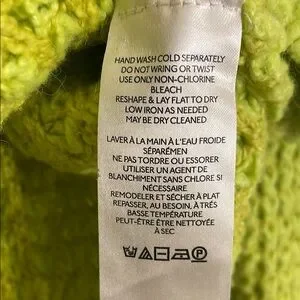 HAND WASH COLD SEPARATELY
DO NOT WRING OR TWIST
USE ONLY NON-CHLORINE
BLEACH
RESHAPE & LAY FLAT TO DRY
LOW IRON AS NEEDED
MAY BE DRY CLEANED
LAVER À LA MAIN À L'EAU FROIDE
SÉPARÉMEN
NE PAS TORDRE OU ESSORER
UTILISER UN AGENT DE
BLANCHIMENT SANS CHLORE SI
NÉCESSAIRE
REMODELER ET SÉCHER À PLAT
REPASSER, AU BESOIN, À TRÉS
BASSE TEMPÉRATURE
PEUT-ÊTRE ÊTRE NETTOYÉE
À SEC